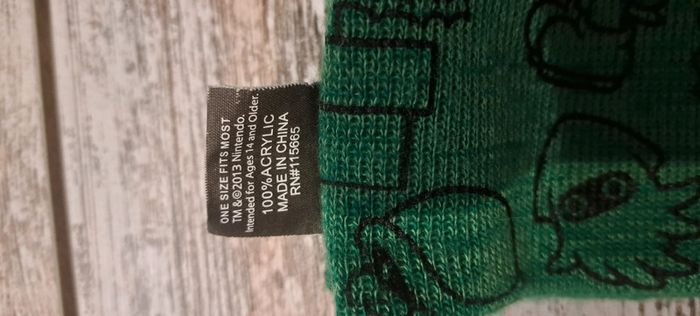 ONE SIZE FITS MOST
TM & ©2013 Nintendo.
Intended for Ages 14 and Older.
100%ACRYLIC
MADE IN CHINA
RN#115665